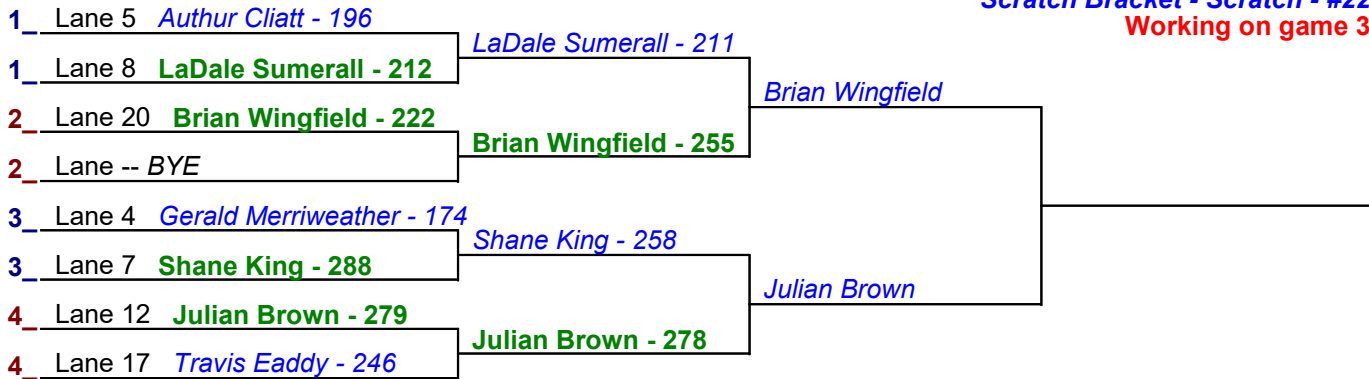 Scratch Bracket - Scratch - #22
Working on game 3
1_ Lane 5 Authur Cliatt - 196
LaDale Sumerall - 211
1_ Lane 8 LaDale Sumerall - 212
Brian Wingfield
2_ Lane 20 Brian Wingfield - 222
Brian Wingfield - 255
2_ Lane -- BYE
3_ Lane 4 Gerald Merriweather - 174
Shane King - 258
3_ Lane 7 Shane King - 288
Julian Brown
4_ Lane 12 Julian Brown - 279
Julian Brown - 278
4_ Lane 17 Travis Eaddy - 246